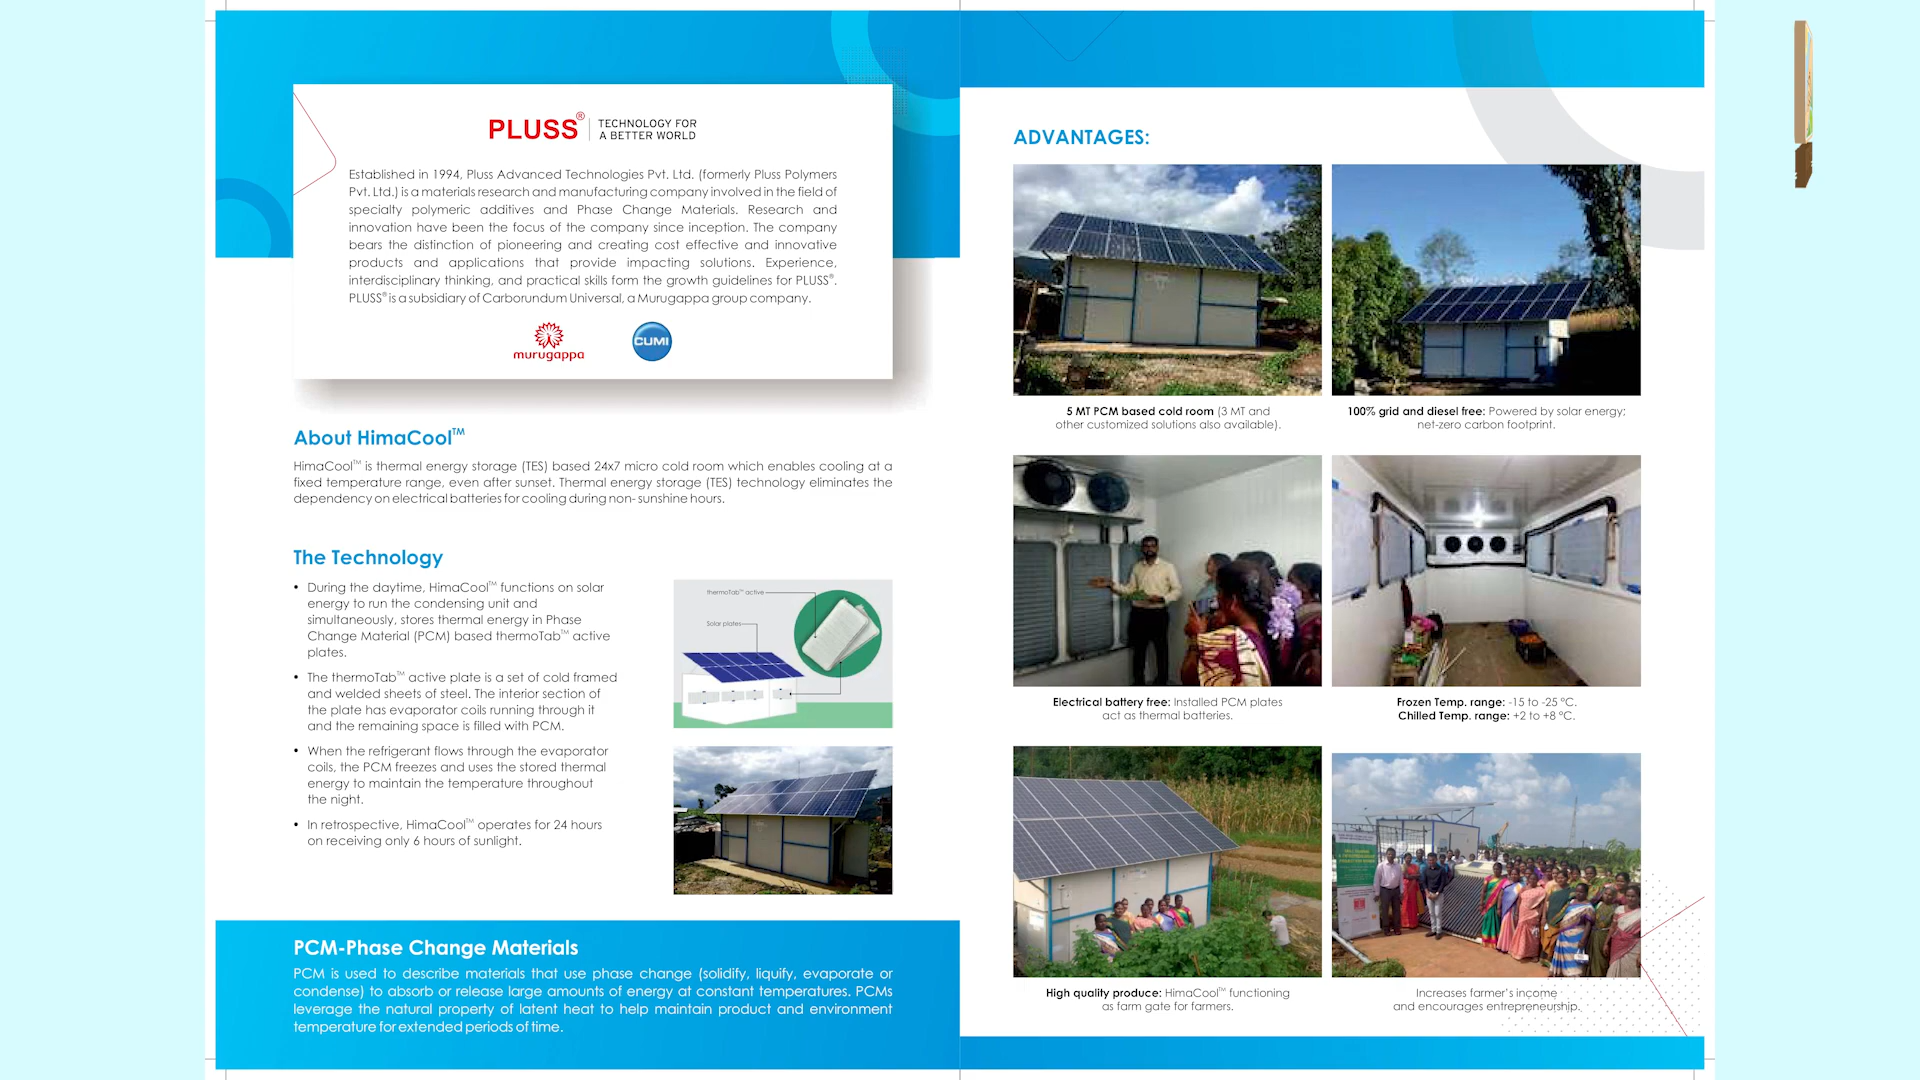 PLUSS® TECHNOLOGY FOR
A BETTER WORLD
Established in 1994, Pluss Advanced Technologies Pvt. Ltd. (formerly Pluss Polymers
Pvt. Ltd.) is a materials research and manufacturing company involved in the field of
specialty polymeric additives and Phase Change Materials. Research and
innovation have been the focus of the company since inception. The company
bears the distinction of pioneering and creating cost effective and innovative
products and applications that provide impacting solutions. Experience,
interdisciplinary thinking, and practical skills form the growth guidelines for PLUSS®.
PLUSS® is a subsidiary of Carborundum Universal, a Murugappa group company.
murugappa
CUMI
About HimaCool™
HimaCool™ is thermal energy storage (TES) based 24x7 micro cold room which enables cooling at a
fixed temperature range, even after sunset. Thermal energy storage (TES) technology eliminates the
dependency on electrical batteries for cooling during non- sunshine hours.
The Technology
• During the daytime, HimaCool™ functions on solar
energy to run the condensing unit and
simultaneously, stores thermal energy in Phase
Change Material (PCM) based thermoTab™ active
plates.
• The thermoTab™ active plate is a set of cold framed
and welded sheets of steel. The interior section of
the plate has evaporator coils running through it
and the remaining space is filled with PCM.
• When the refrigerant flows through the evaporator
coils, the PCM freezes and uses the stored thermal
energy to maintain the temperature throughout
the night.
• In retrospective, HimaCool™ operates for 24 hours
on receiving only 6 hours of sunlight.
thermoTab™ active
Solar plates
PCM-Phase Change Materials
PCM is used to describe materials that use phase change (solidify, liquify, evaporate or
condense) to absorb or release large amounts of energy at constant temperatures. PCMs
leverage the natural property of latent heat to help maintain product and environment
temperature for extended periods of time.
ADVANTAGES:
5 MT PCM based cold room (3 MT and
other customized solutions also available).
100% grid and diesel free: Powered by solar energy;
net-zero carbon footprint.
Electrical battery free: Installed PCM plates
act as thermal batteries.
Frozen Temp. range: -15 to -25 °C.
Chilled Temp. range: +2 to +8 °C.
High quality produce: HimaCool™ functioning
as farm gate for farmers.
Increases farmer's income
and encourages entrepreneurship.